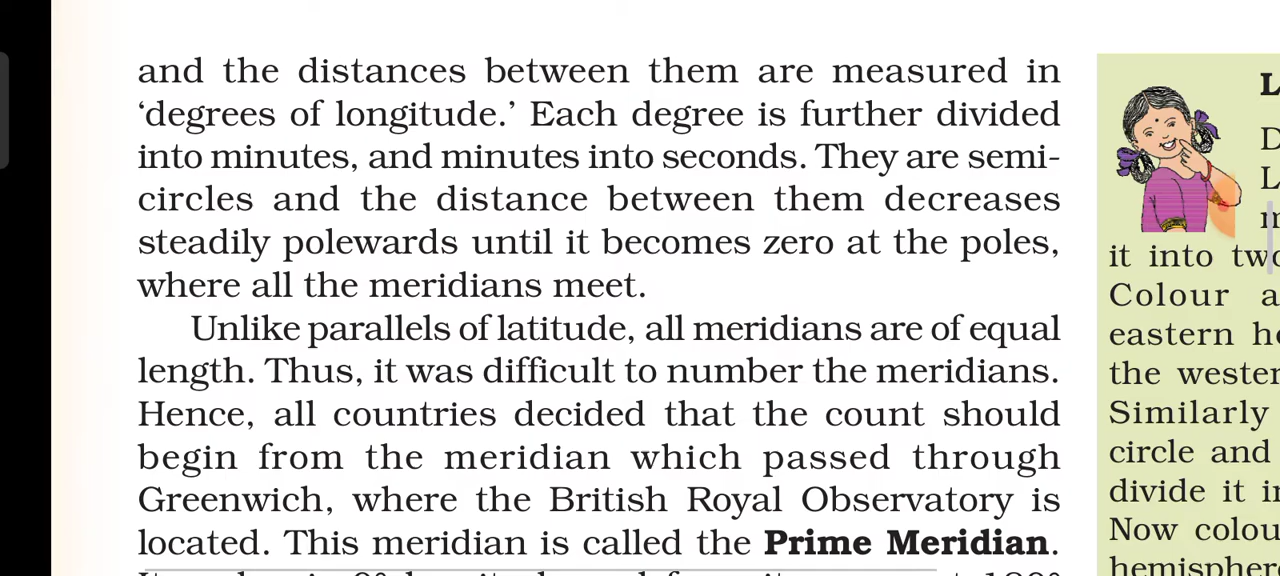 and the distances between them are measured in
‘degrees of longitude.’ Each degree is further divided
into minutes, and minutes into seconds. They are semi-
circles and the distance between them decreases
steadily polewards until it becomes zero at the poles,
where all the meridians meet.
Unlike parallels of latitude, all meridians are of equal
length. Thus, it was difficult to number the meridians.
Hence, all countries decided that the count should
begin from the meridian which passed through
Greenwich, where the British Royal Observatory is
located. This meridian is called the Prime Meridian.
it into
Colour a
eastern
the
Similarly
circle and
divide it
Now